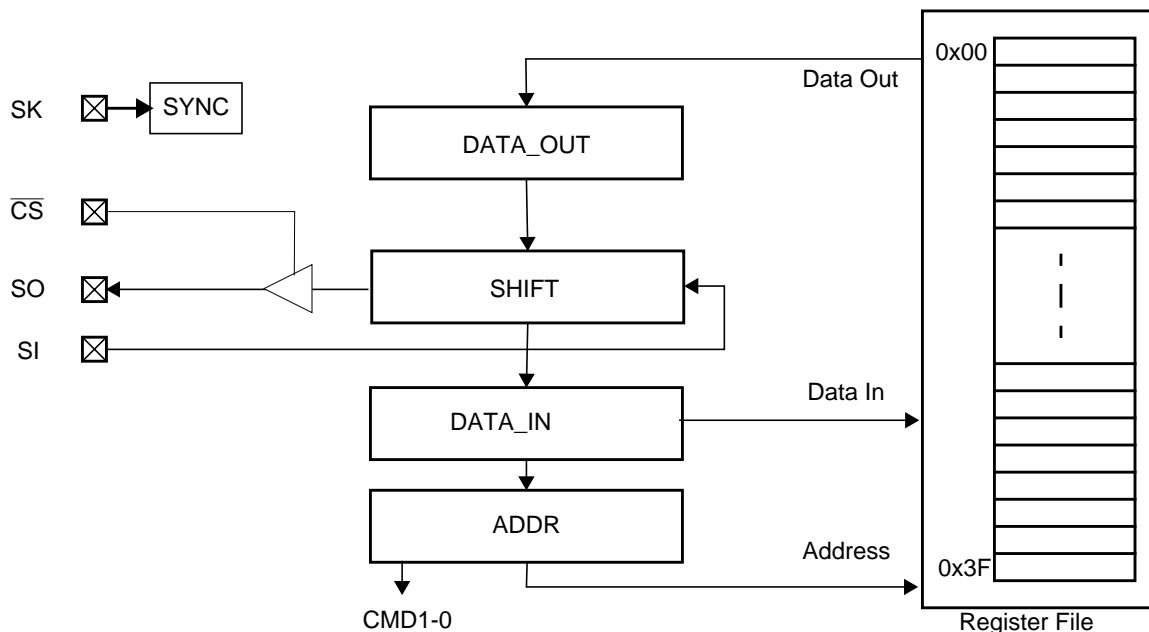 0x00
Data Out
SK
SYNC
DATA_OUT
CS
SO
SHIFT
SI
Data In
DATA_IN
ADDR
Address
0x3F
CMD1-0
Register File